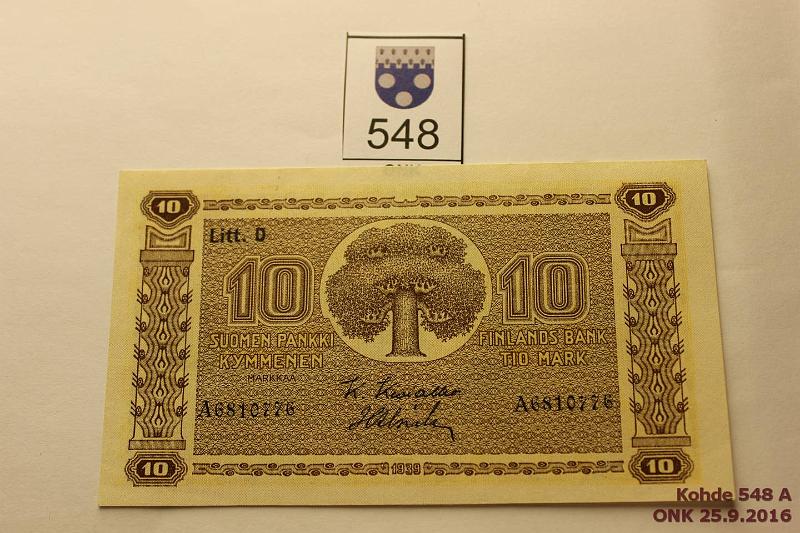 548
10 10
Litt. D
10 10
SUOMEN PANKKI FINLANDS BANK
KYMMENEN TIO MARK
MARKKAA
A6810776 A6810776
10 1939 10
Kohde 548 A
ONK 25.9.2016